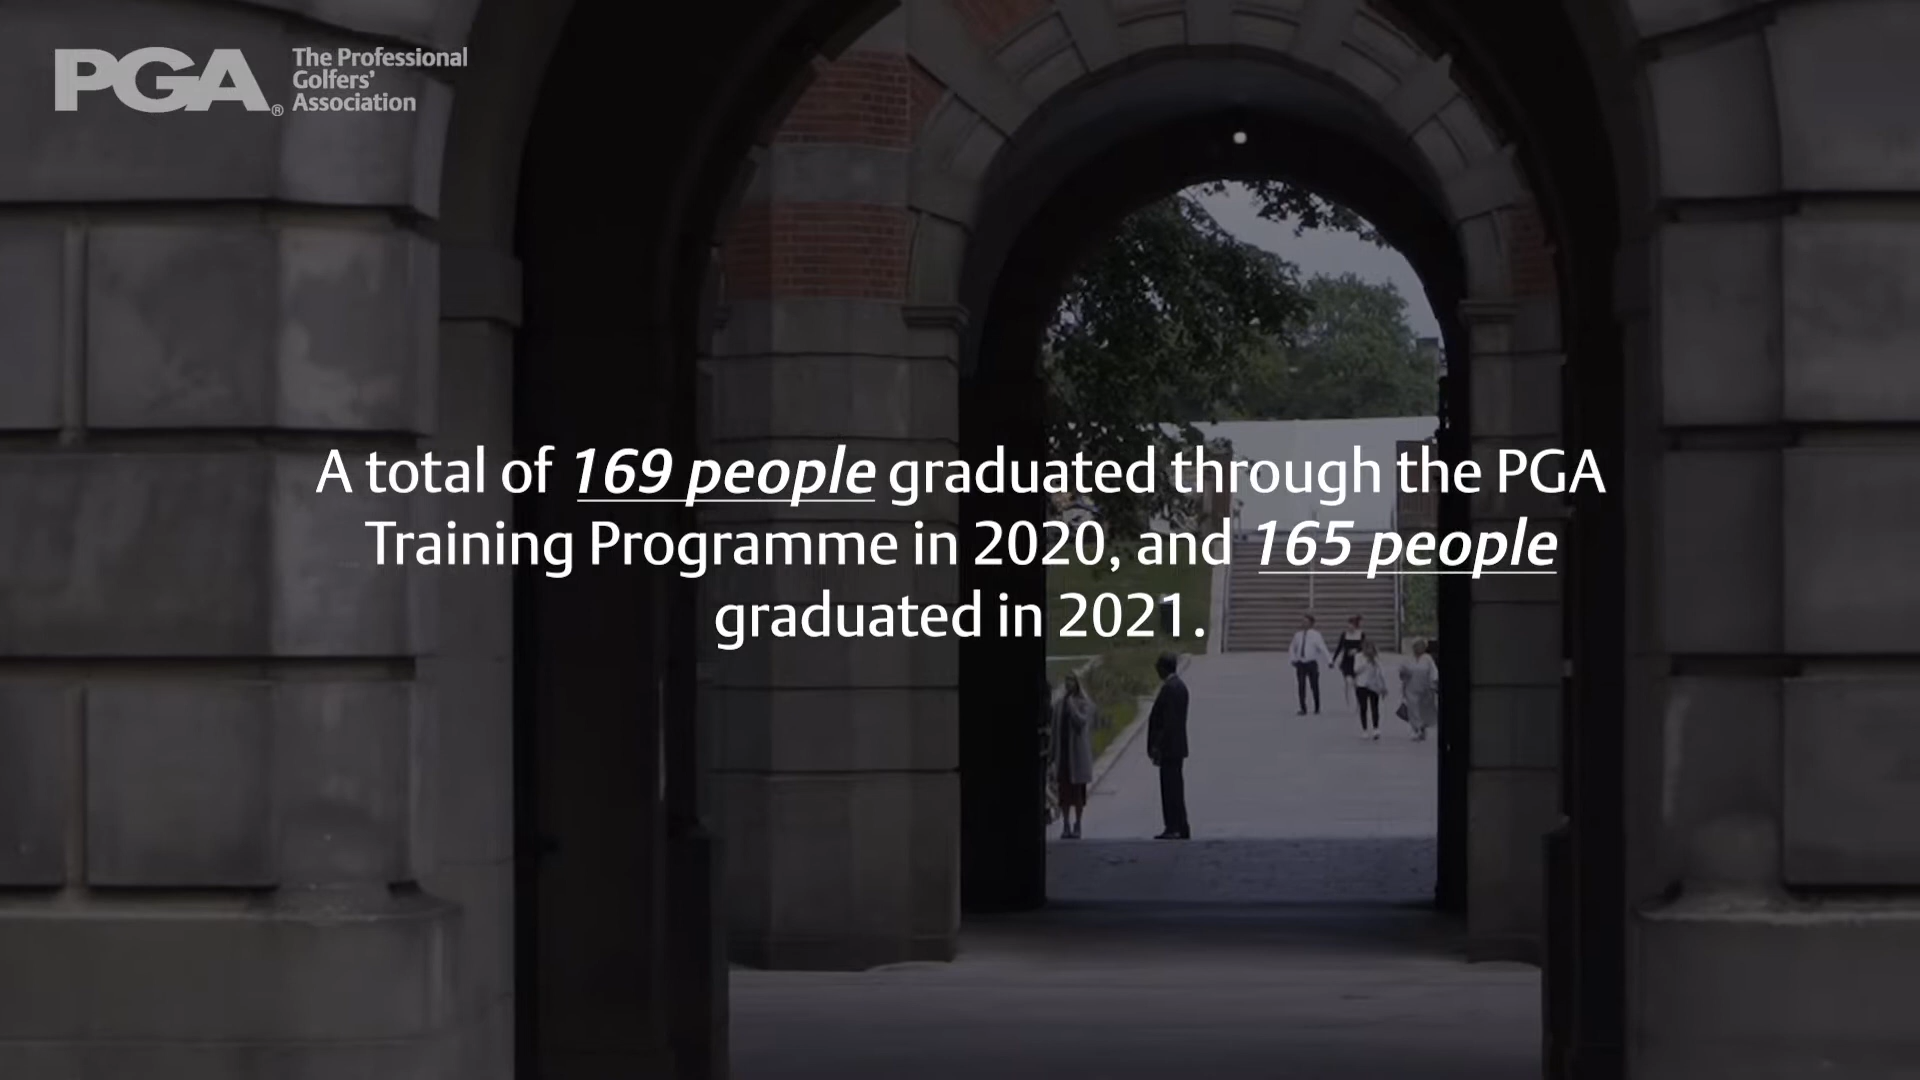 PGA®
The Professional
Golfers'
Association
A total of 169 people graduated through the PGA
Training Programme in 2020, and 165 people
graduated in 2021.